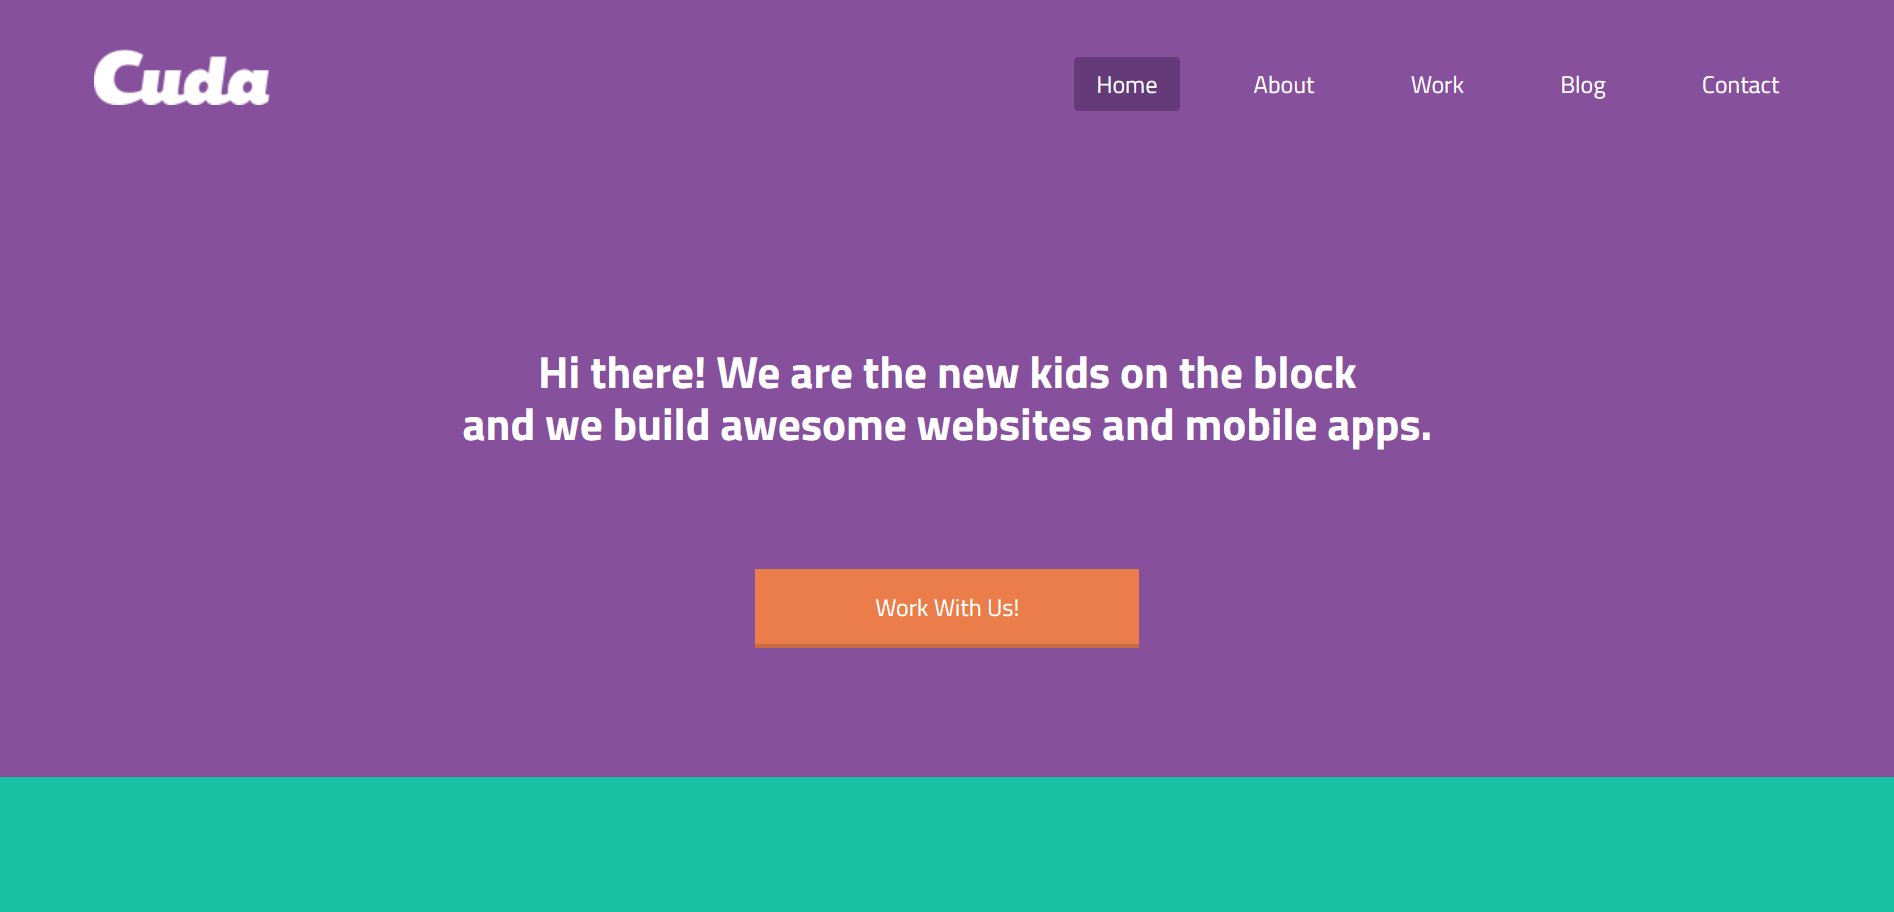 Cuda
Home About Work Blog Contact
Hi there! We are the new kids on the block
and we build awesome websites and mobile apps.
Work With Us!